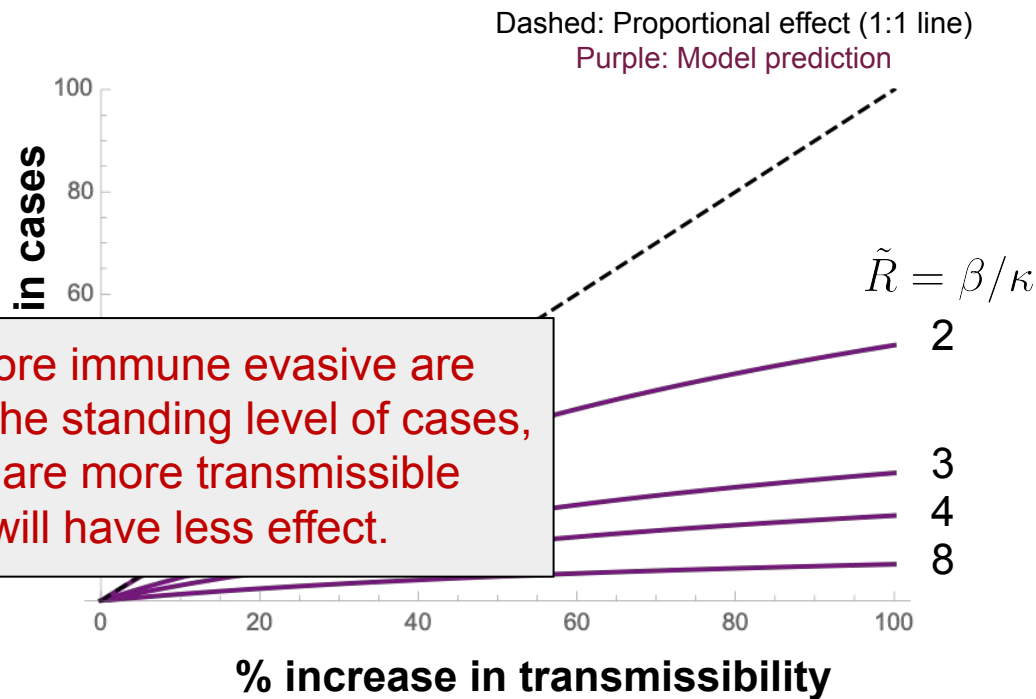 Dashed: Proportional effect (1:1 line)
Purple: Model prediction
100
80
60
in cases
R̃ = β/κ
2
3
4
8
ore immune evasive are
he standing level of cases,
are more transmissible
will have less effect.
0
20
40
60
80
100
% increase in transmissibility